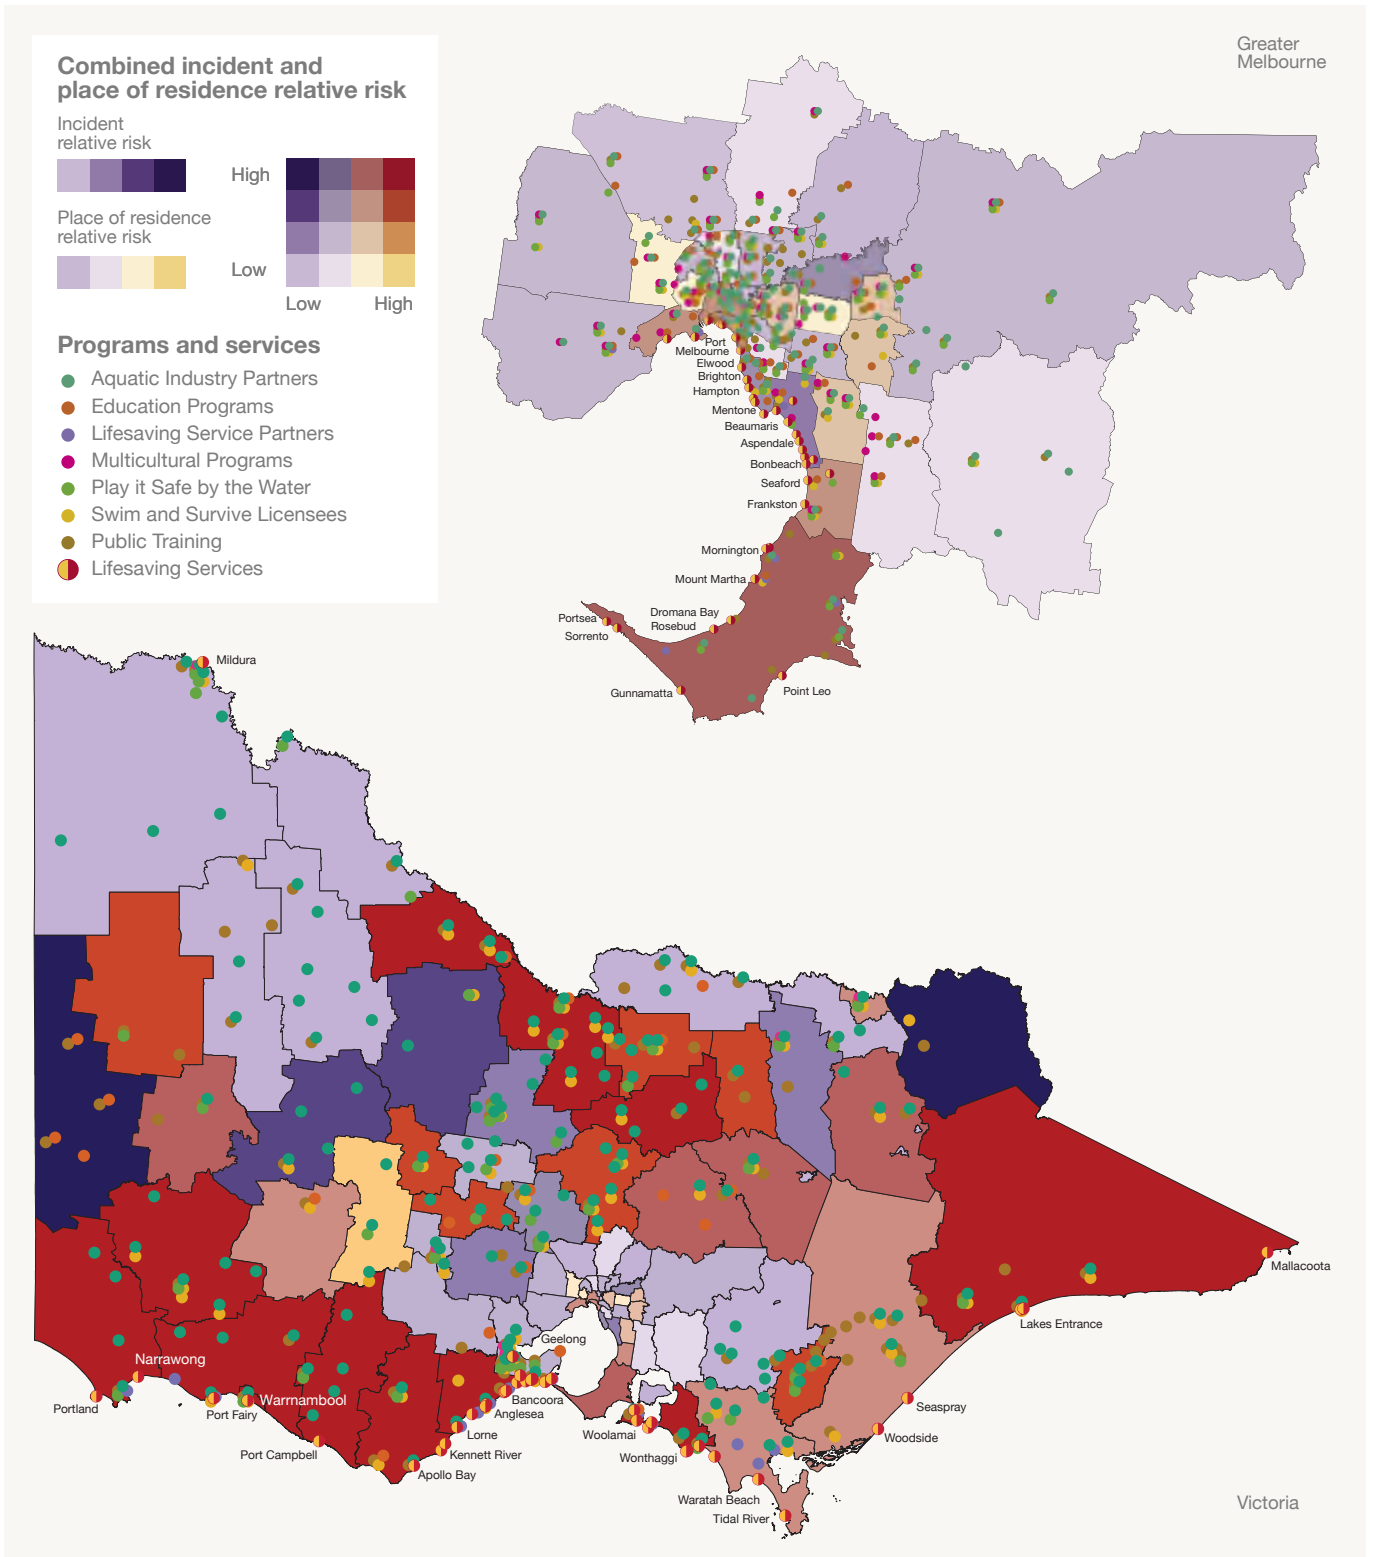 Combined incident and
place of residence relative risk
Incident
relative risk
Place of residence
relative risk
High
Low
Low
High
Programs and services
Aquatic Industry Partners
Education Programs
Lifesaving Service Partners
Multicultural Programs
Play it Safe by the Water
Swim and Survive Licensees
Public Training
Lifesaving Services
Greater
Melbourne
Port
Melbourne
Elwood
Brighton
Hampton
Mentone
Beaumaris
Aspendale
Bonbeach
Seaford
Frankston
Mornington
Mount Martha
Dromana Bay
Rosebud
Portsea
Sorrento
Gunnamatta
Point Leo
Mildura
Geelong
Narrawong
Portland
Port Fairy
Warrnambool
Port Campbell
Bancoora
Anglesea
Lorne
Kennett River
Apollo Bay
Woolamai
Wonthaggi
Waratah Beach
Tidal River
Seaspray
Woodside
Lakes Entrance
Mallacoota
Victoria